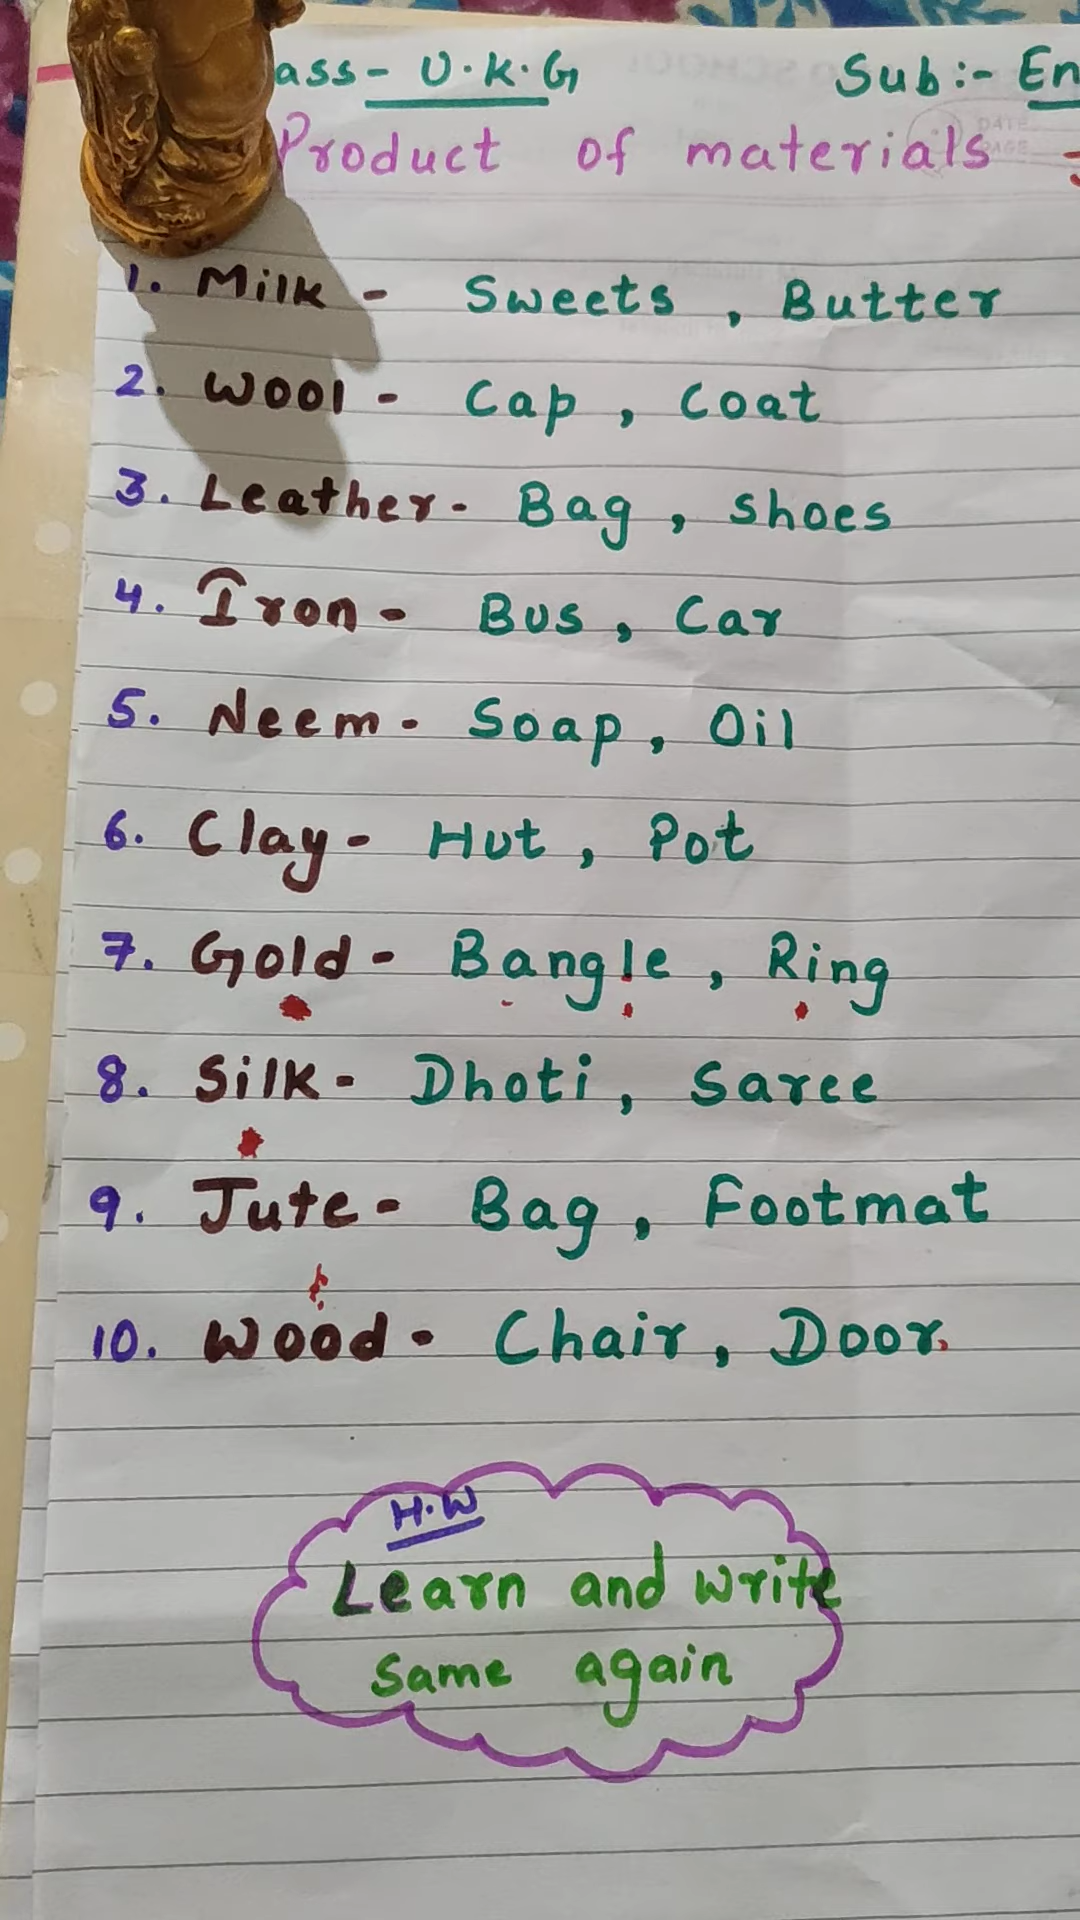 ass- U.K.G Sub:- En
Product of materials
1. Milk - Sweets , Butter
2. Wool - Cap , Coat
3. Leather - Bag , shoes
4. Iron - Bus , Car
5. Neem - Soap , Oil
6. Clay - Hut , Pot
7. Gold - Bangle , Ring
8. Silk - Dhoti , Saree
9. Jute - Bag , Footmat
10. Wood - Chair , Door.
H.W
Learn and write
same again